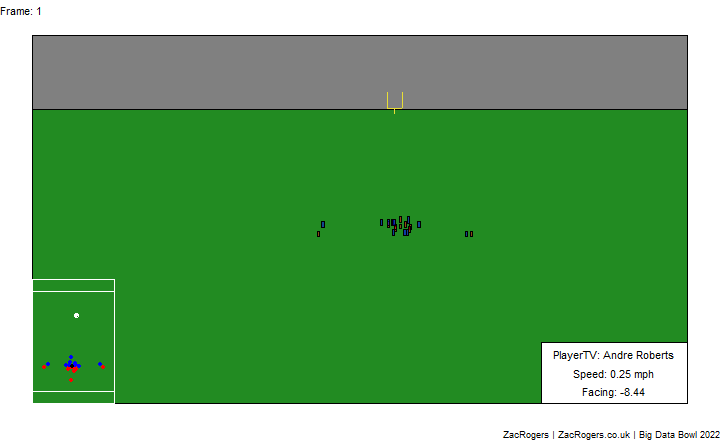 Frame: 1
PlayerTV: Andre Roberts
Speed: 0.25 mph
Facing: -8.44
ZacRogers | ZacRogers.co.uk | Big Data Bowl 2022